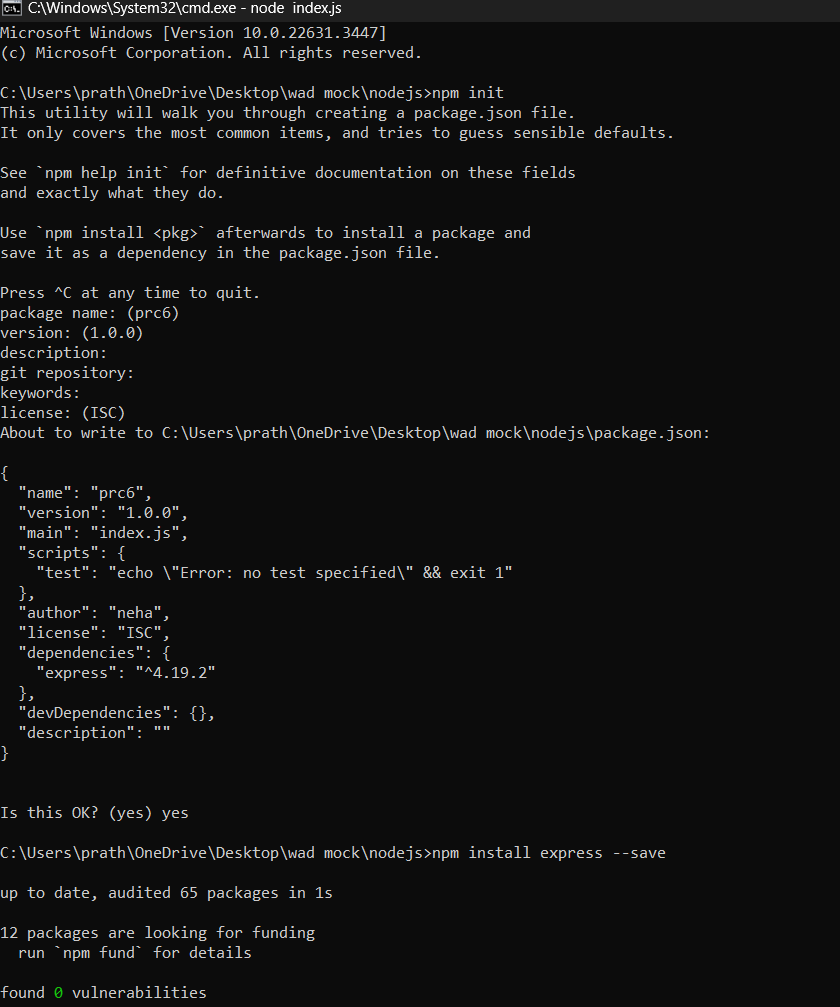 C:\Windows\System32\cmd.exe - node  index.js
Microsoft Windows [Version 10.0.22631.3447]
(c) Microsoft Corporation. All rights reserved.
C:\Users\prath\OneDrive\Desktop\wad mock\nodejs>npm init
This utility will walk you through creating a package.json file.
It only covers the most common items, and tries to guess sensible defaults.
See `npm help init` for definitive documentation on these fields
and exactly what they do.
Use `npm install <pkg>` afterwards to install a package and
save it as a dependency in the package.json file.
Press ^C at any time to quit.
package name: (prc6)
version: (1.0.0)
description:
git repository:
keywords:
license: (ISC)
About to write to C:\Users\prath\OneDrive\Desktop\wad mock\nodejs\package.json:
{
  "name": "prc6",
  "version": "1.0.0",
  "main": "index.js",
  "scripts": {
    "test": "echo \"Error: no test specified\" && exit 1"
  },
  "author": "neha",
  "license": "ISC",
  "dependencies": {
    "express": "^4.19.2"
  },
  "devDependencies": {},
  "description": ""
}
Is this OK? (yes) yes
C:\Users\prath\OneDrive\Desktop\wad mock\nodejs>npm install express --save
up to date, audited 65 packages in 1s
12 packages are looking for funding
  run `npm fund` for details
found 0 vulnerabilities